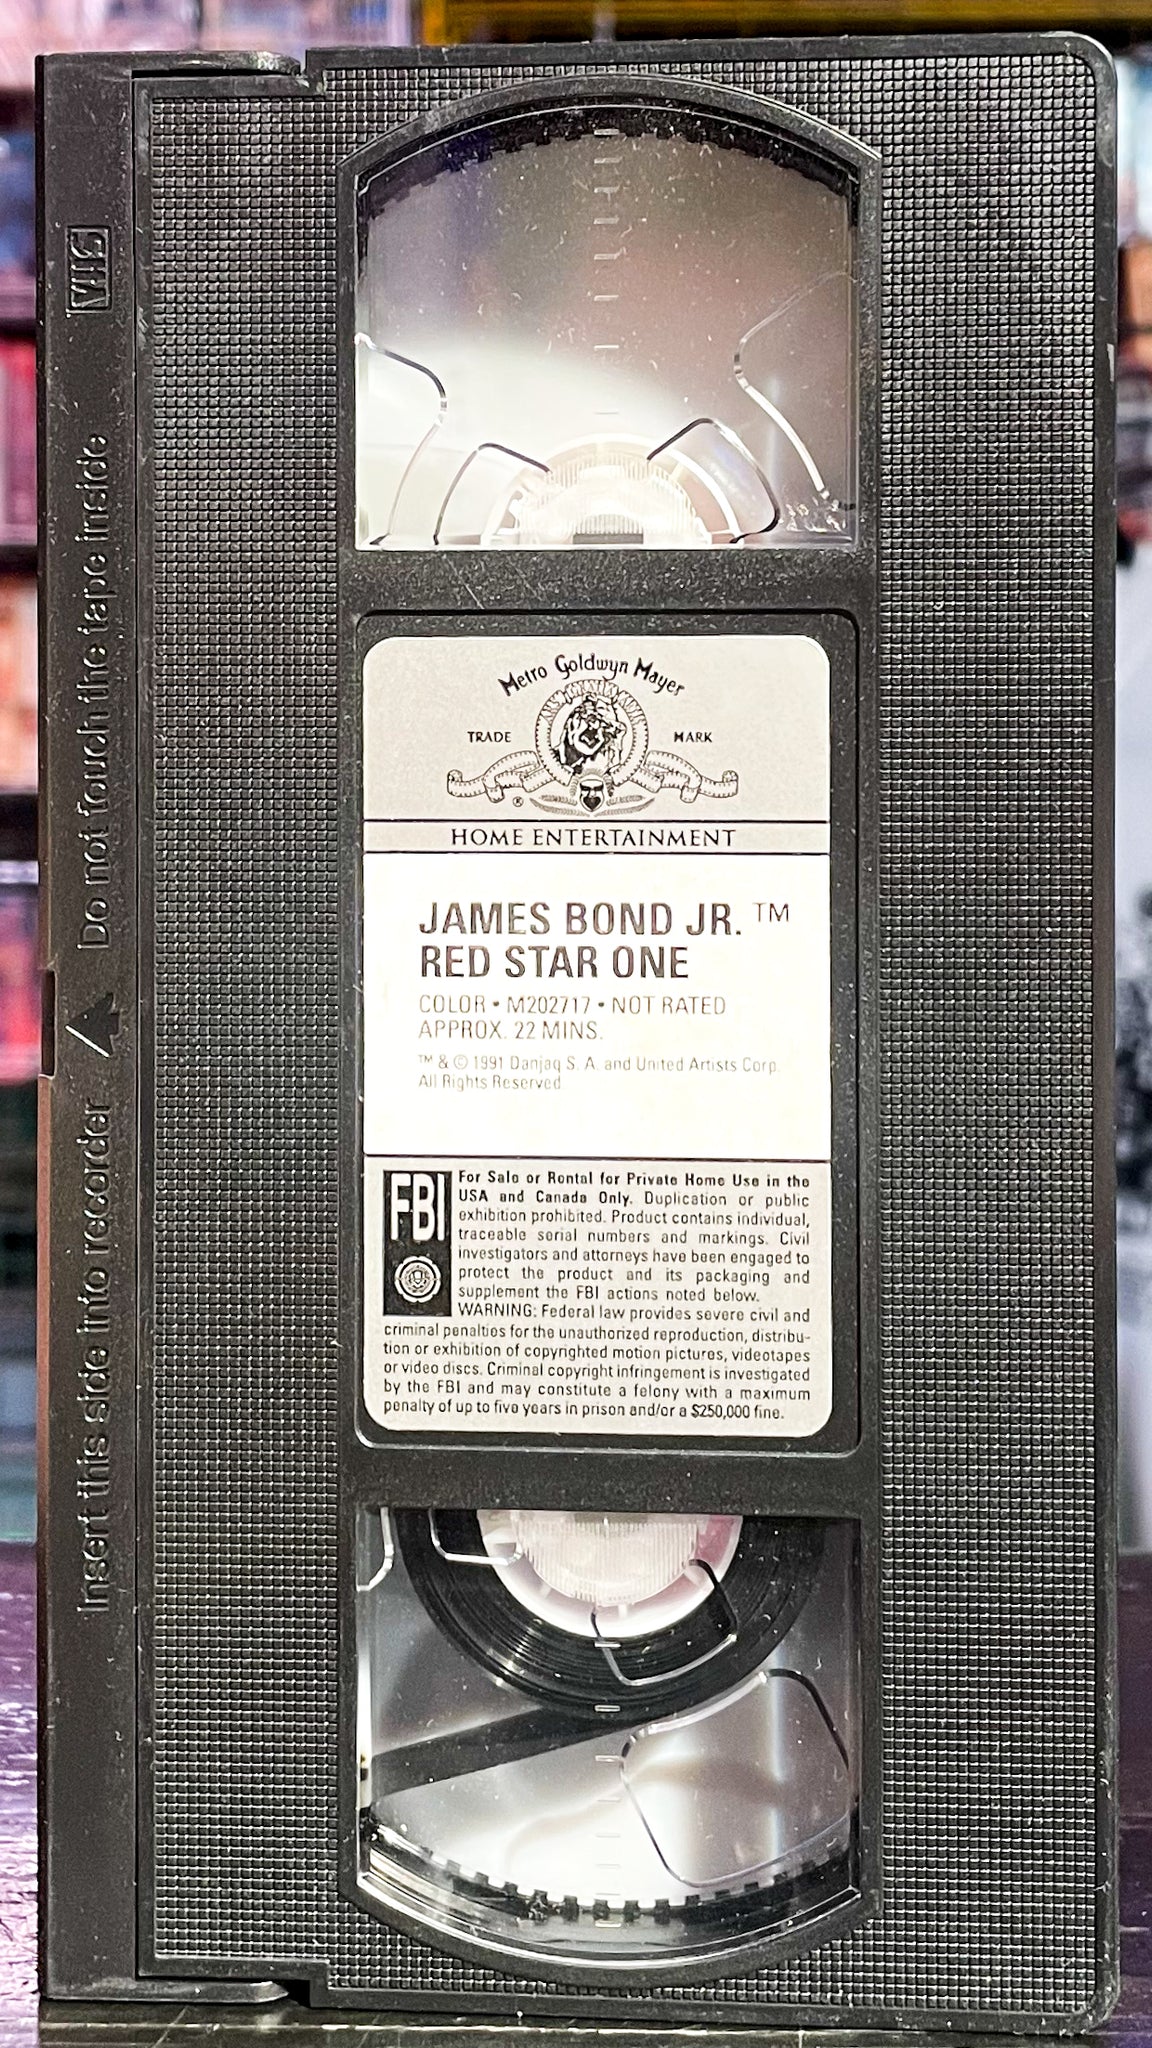 VHS
Do not touch the tape inside
Insert this side into recorder
Metro Goldwyn Mayer
TRADE MARK
®
HOME ENTERTAINMENT
JAMES BOND JR. ™
RED STAR ONE
COLOR • M202717 • NOT RATED
APPROX. 22 MINS.
™ & © 1991 Danjaq S. A. and United Artists Corp.
All Rights Reserved
FBI
For Sale or Rental for Private Home Use in the
USA and Canada Only. Duplication or public
exhibition prohibited. Product contains individual,
traceable serial numbers and markings. Civil
investigators and attorneys have been engaged to
protect the product and its packaging and
supplement the FBI actions noted below.
WARNING: Federal law provides severe civil and
criminal penalties for the unauthorized reproduction, distribu-
tion or exhibition of copyrighted motion pictures, videotapes
or video discs. Criminal copyright infringement is investigated
by the FBI and may constitute a felony with a maximum
penalty of up to five years in prison and/or a $250,000 fine.